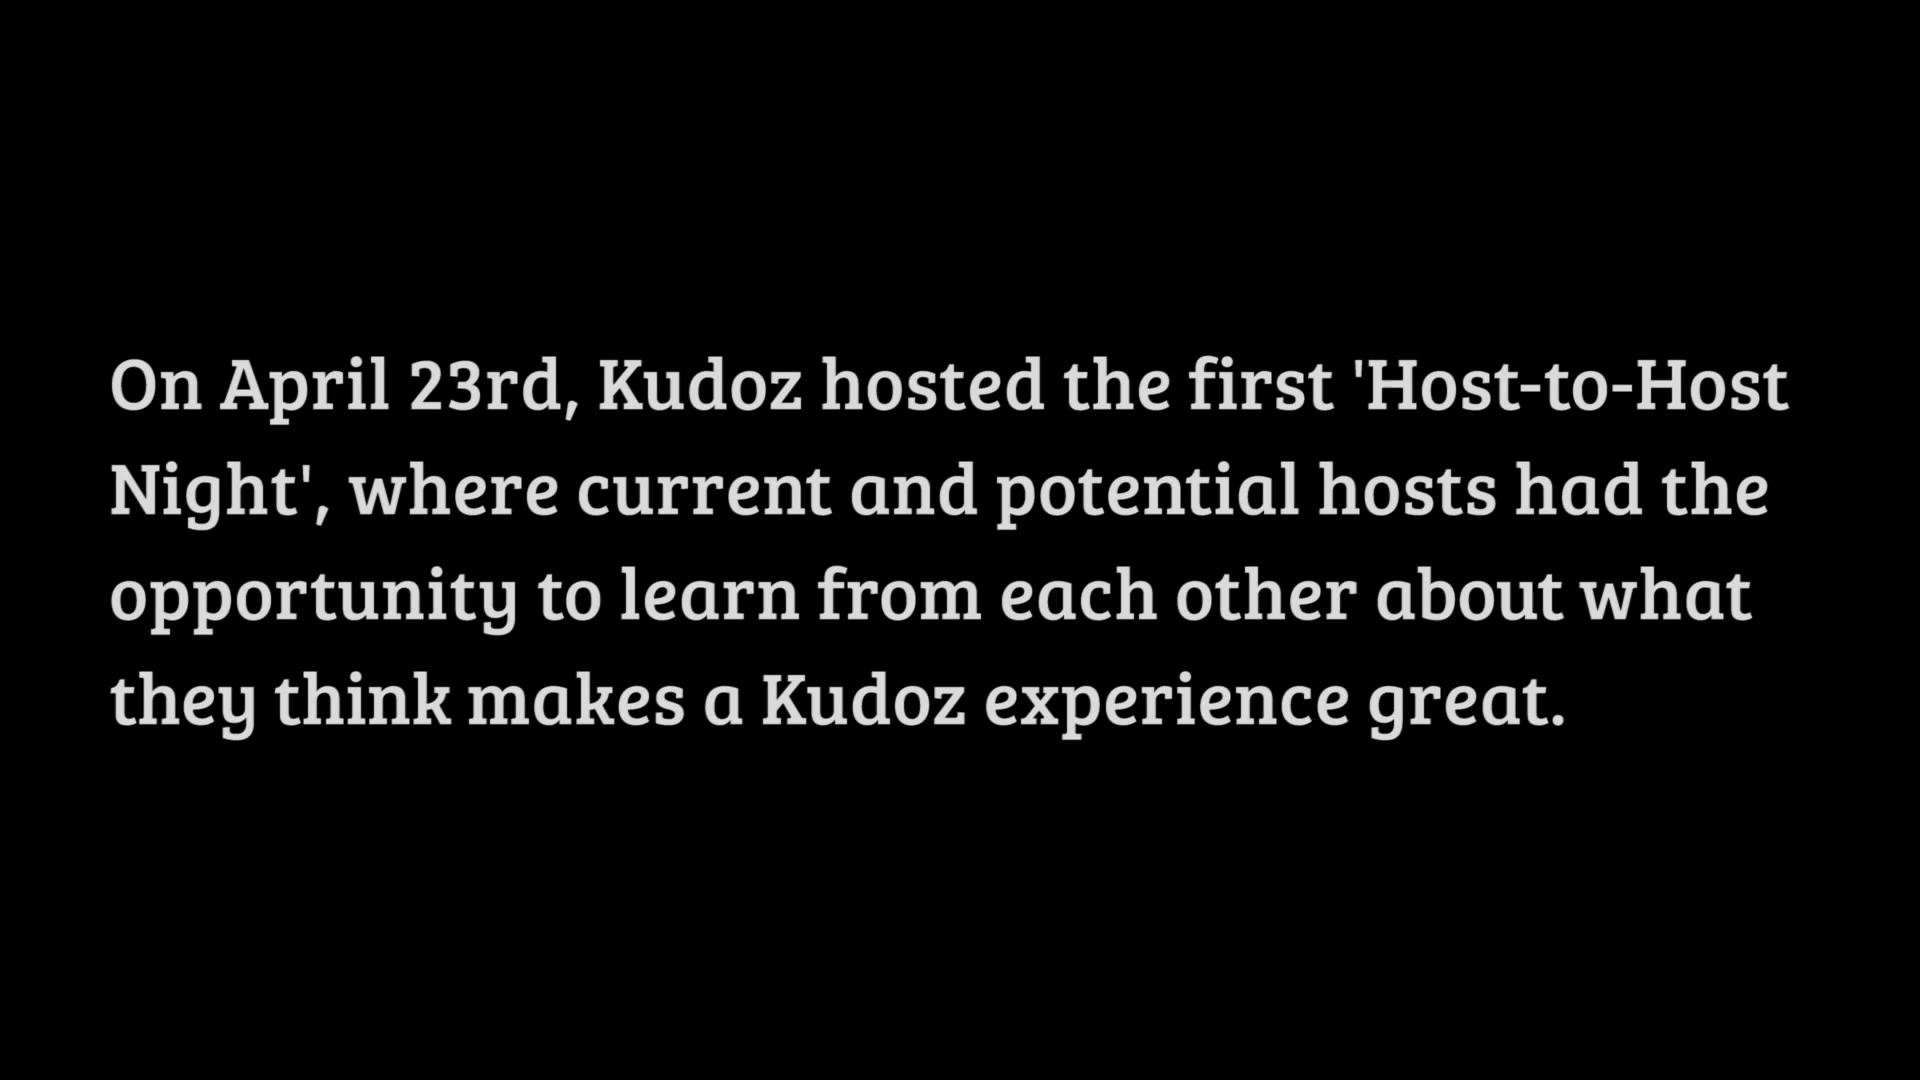 On April 23rd, Kudoz hosted the first 'Host-to-Host
Night', where current and potential hosts had the
opportunity to learn from each other about what
they think makes a Kudoz experience great.